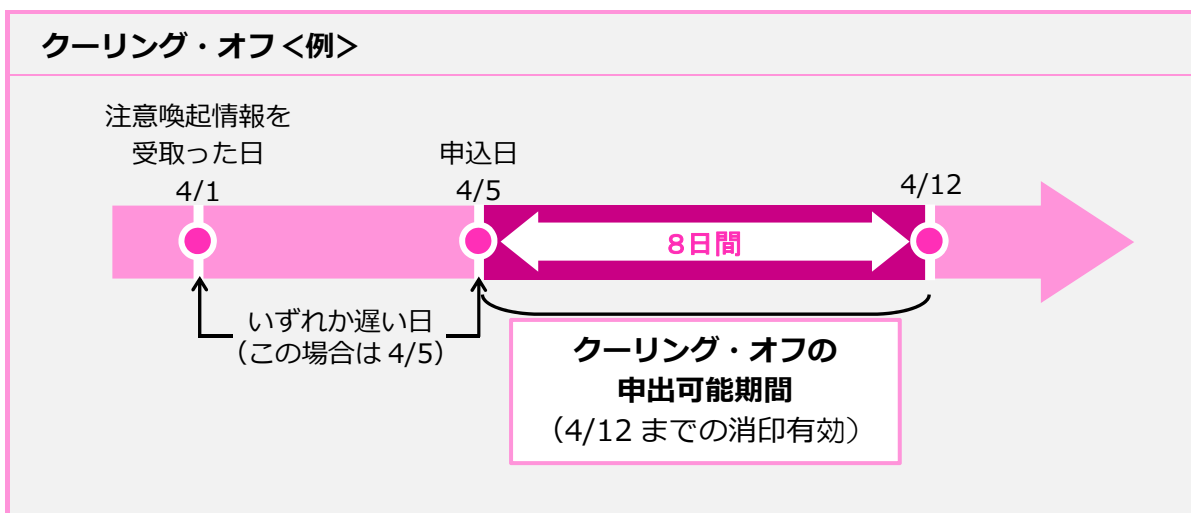 クーリング・オフ＜例＞
注意喚起情報を
受取った日
4/1
申込日
4/5
4/12
８日間
いずれか遅い日
（この場合は 4/5）
クーリング・オフの
申出可能期間
（4/12 までの消印有効）